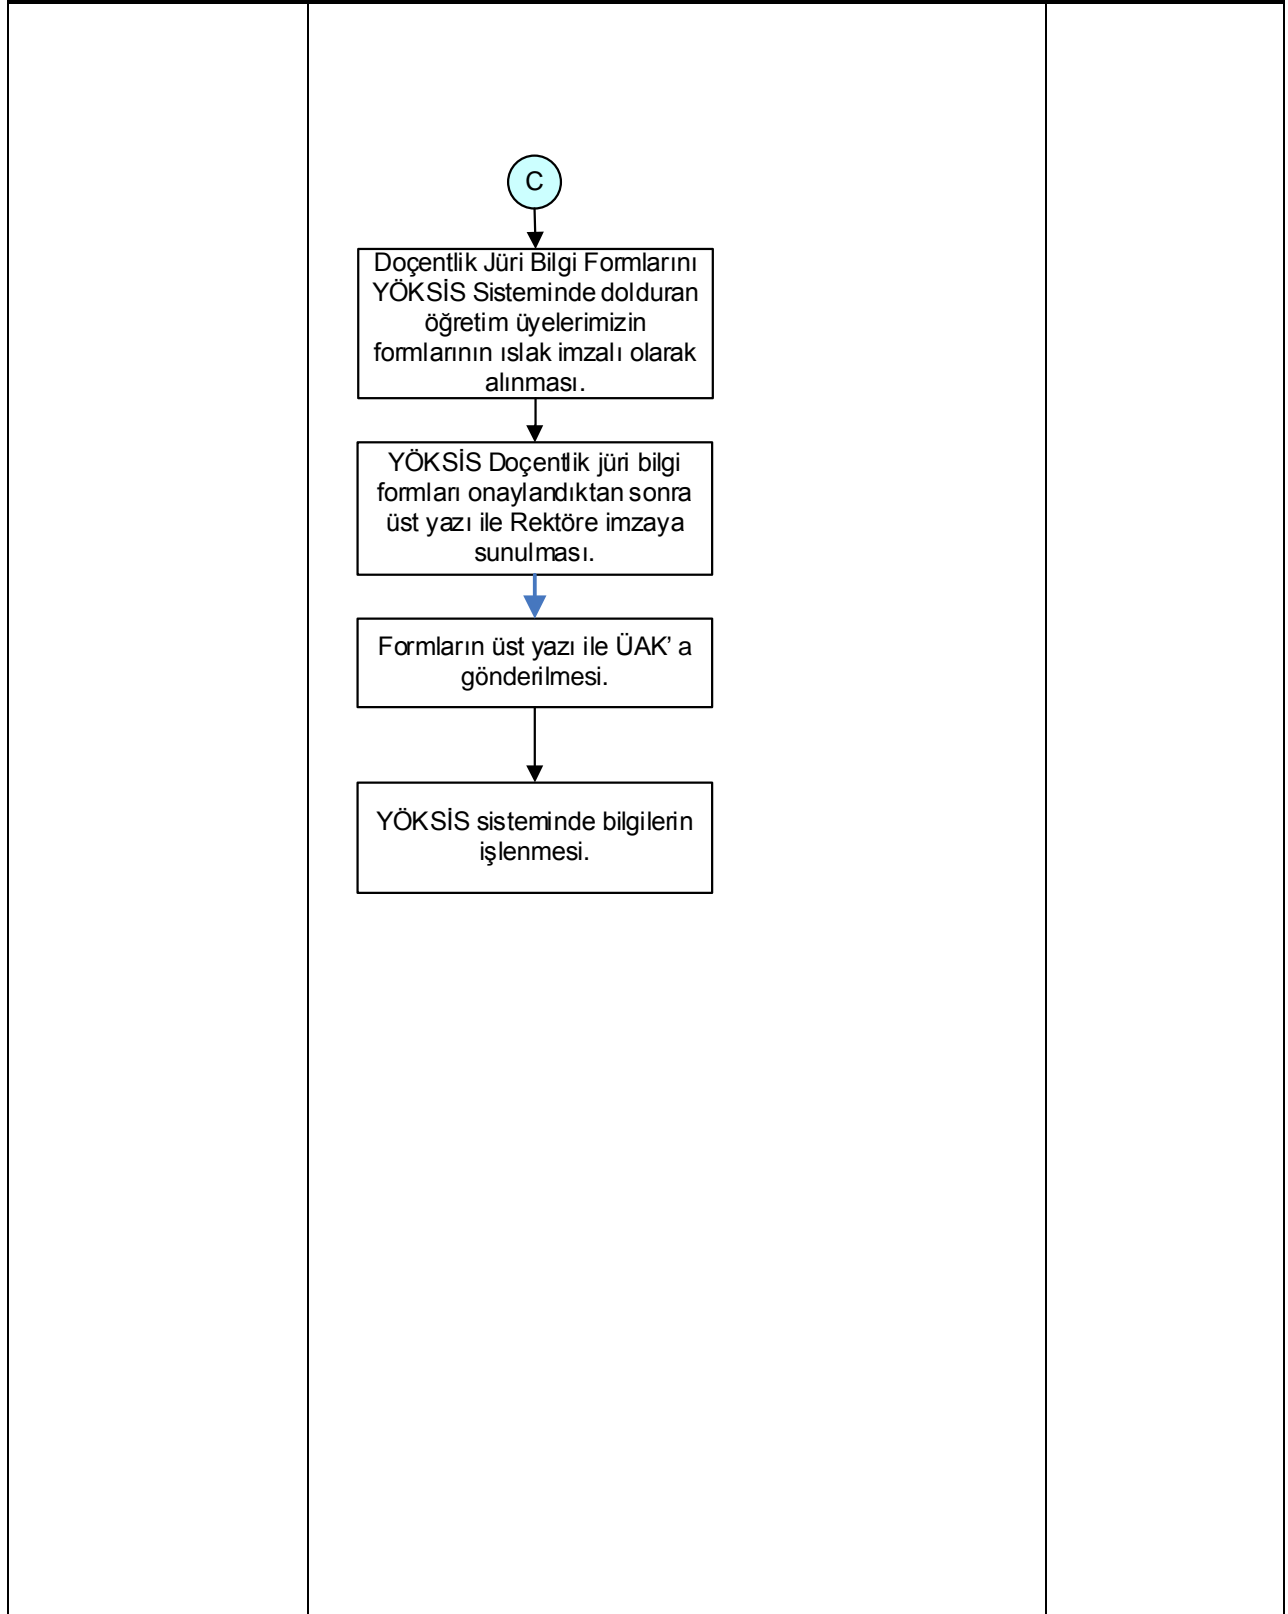 C
Doçentlik Jüri Bilgi Formlarını
YÖKSİS Sisteminde dolduran
öğretim üyelerimizin
formlarının ıslak imzalı olarak
alınması.
YÖKSİS Doçentlik jüri bilgi
formları onaylandıktan sonra
üst yazı ile Rektöre imzaya
sunulması.
Formların üst yazı ile ÜAK’ a
gönderilmesi.
YÖKSİS sisteminde bilgilerin
işlenmesi.